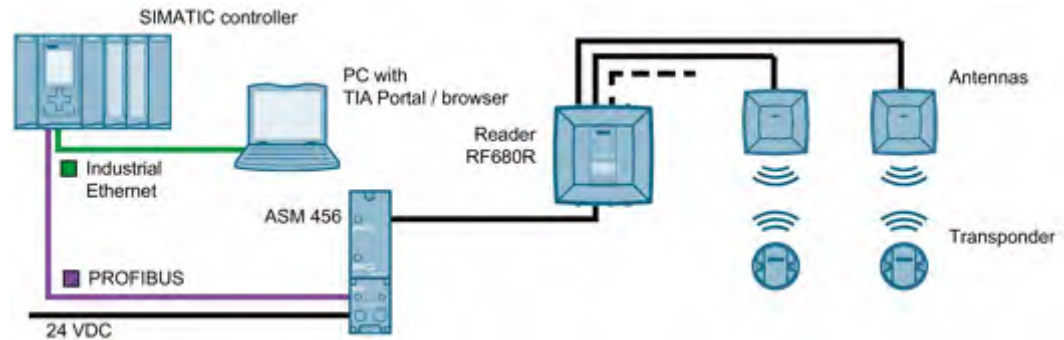 SIMATIC controller
PC with
TIA Portal / browser
Reader
RF680R
Antennas
Industrial
Ethernet
ASM 456
Transponder
PROFIBUS
24 VDC